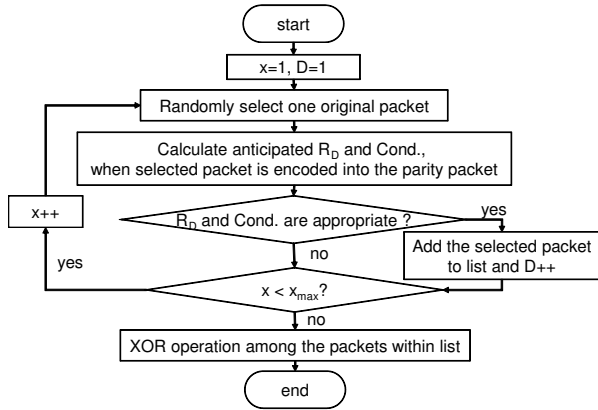 start
x=1, D=1
Randomly select one original packet
Calculate anticipated R_D and Cond.,
when selected packet is encoded into the parity packet
x++
R_D and Cond. are appropriate ?
yes
Add the selected packet
to list and D++
no
yes
x < x_max?
no
XOR operation among the packets within list
end